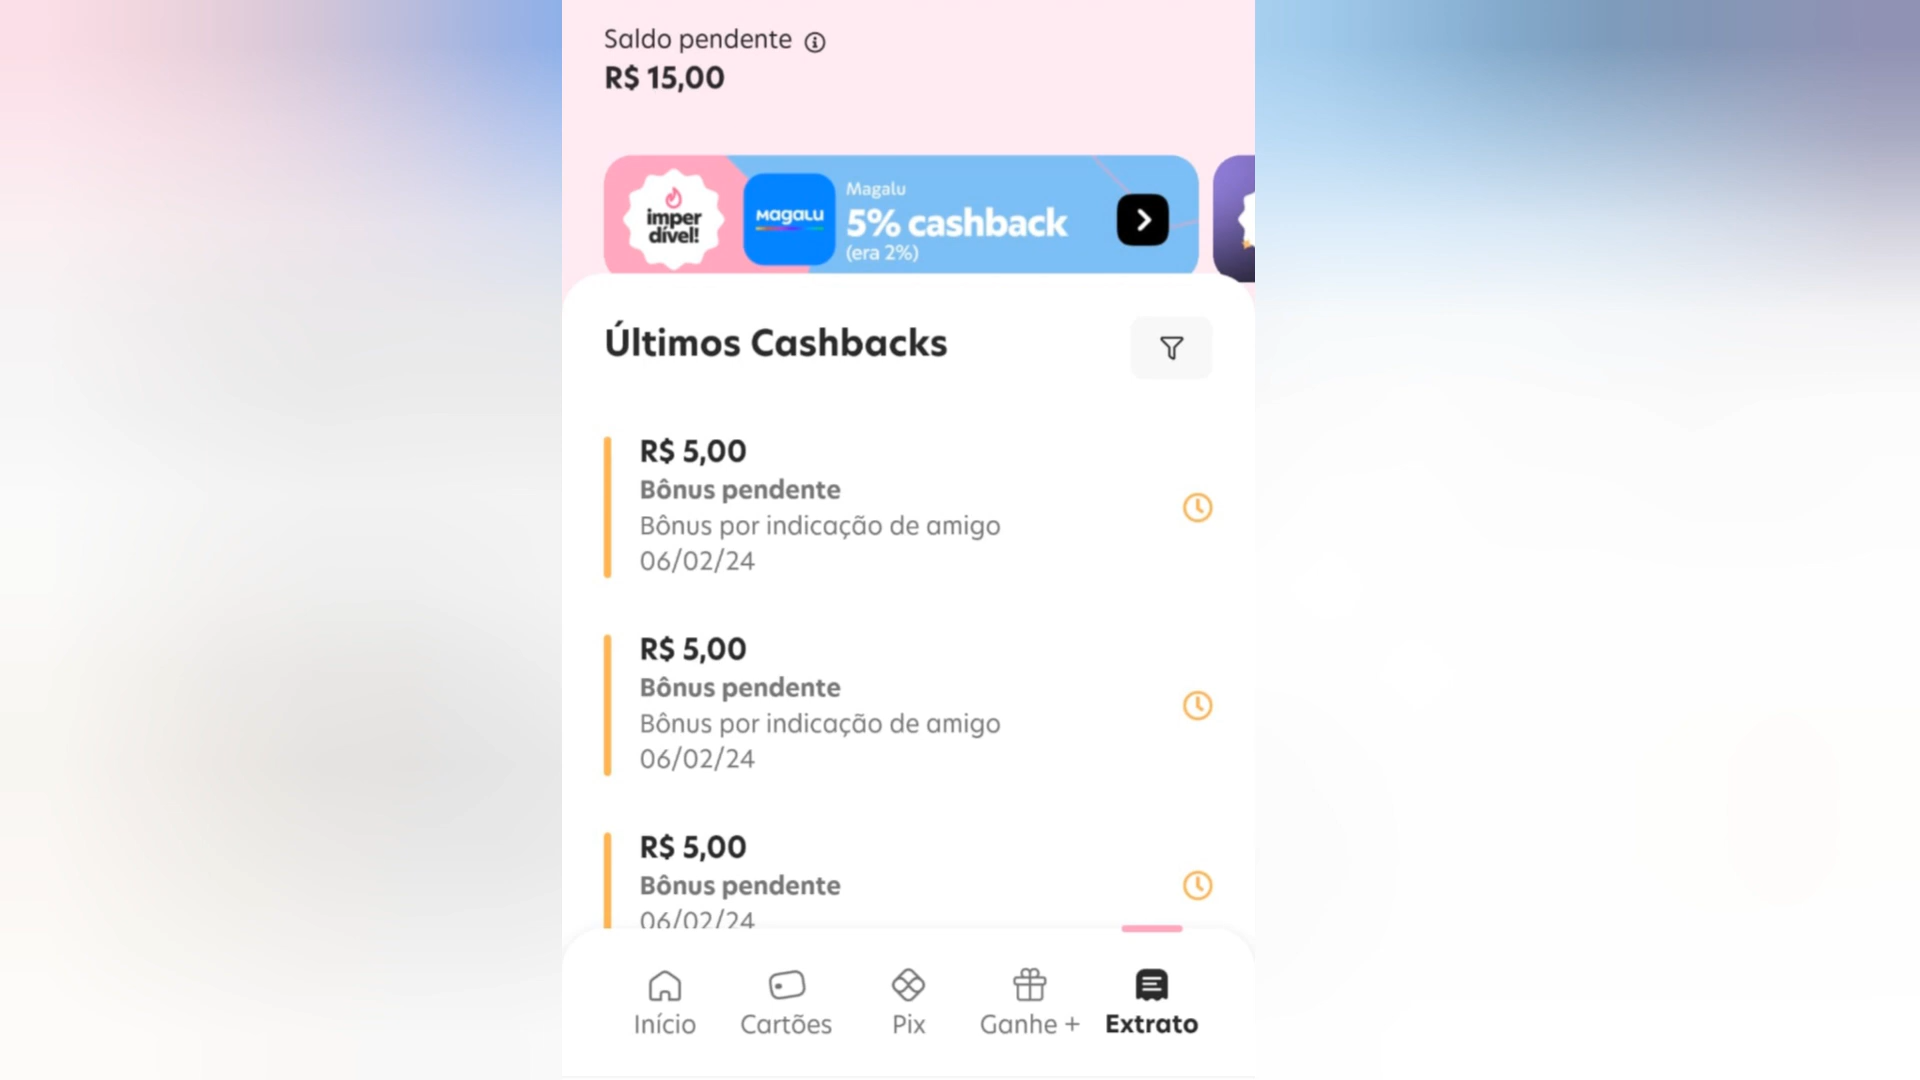 Saldo pendente
R$ 15,00
imper
dível!
Magalu
Magalu
5% cashback
(era 2%)
Últimos Cashbacks
R$ 5,00
Bônus pendente
Bônus por indicação de amigo
06/02/24
R$ 5,00
Bônus pendente
Bônus por indicação de amigo
06/02/24
R$ 5,00
Bônus pendente
06/02/24
Início
Cartões
Pix
Ganhe +
Extrato